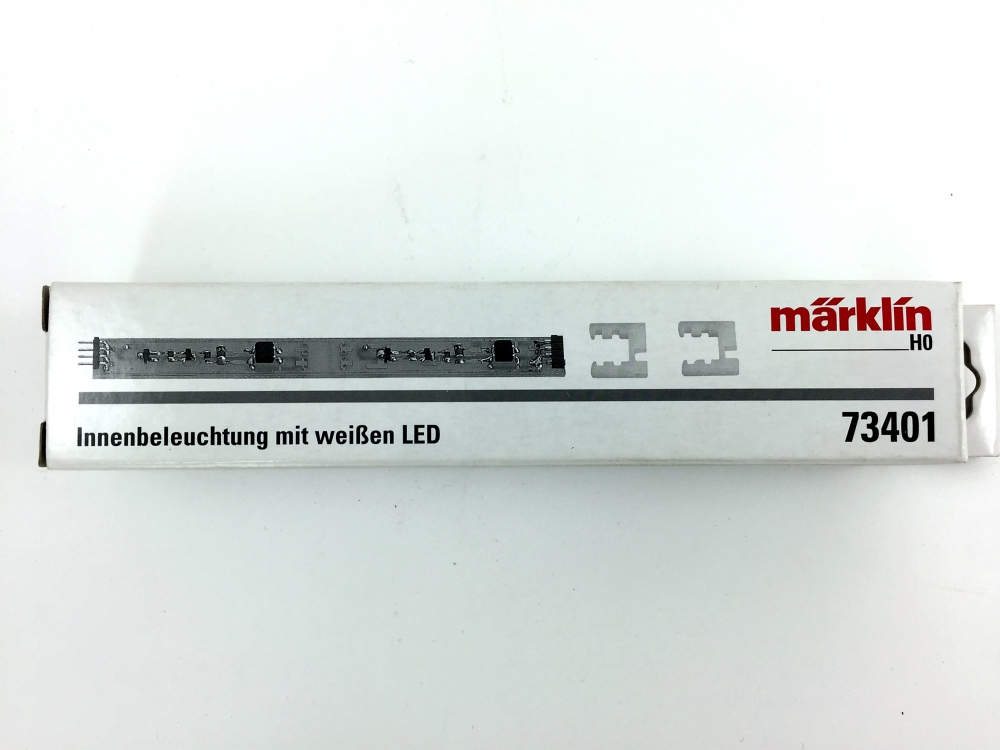 märklin
H0
Innenbeleuchtung mit weißen LED
73401